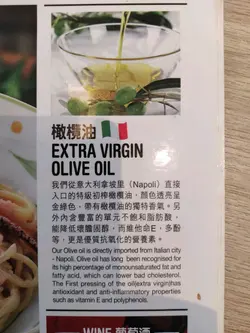 橄欖油
EXTRA VIRGIN
OLIVE OIL
我們從意大利拿坡里（Napoli）直接
入口的特級初榨橄欖油，顏色透亮呈
金綠色，帶有橄欖油的獨特香氣。另
外內含豐富的單元不飽和脂肪酸，
能降低壞膽固醇，而維他命E、多酚
等，更是優質抗氧化的營養素。
Our Olive oil is directly imported from Italian city
- Napoli. Olive oil has long been recognised for
its high percentage of monounsaturated fist and
fatty acid, which can lower bad cholesterol.
The First pressing of the oil(extra virgin)has
antioxidant and anti-inflammatory properties
such as vitamin E and polyphenols.
WINE 葡萄酒